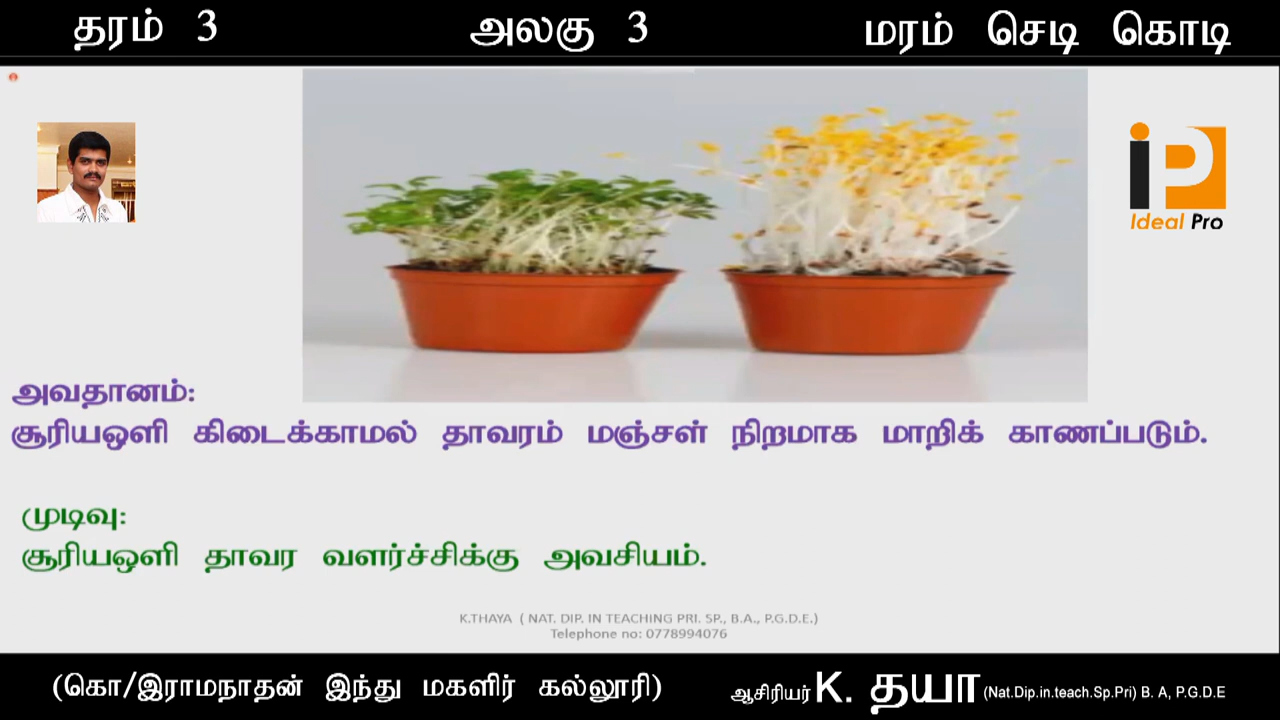 தரம் 3 அலகு 3 மரம் செடி கொடி
iP
Ideal Pro
அவதானம்:
சூரியஒளி கிடைக்காமல் தாவரம் மஞ்சள் நிறமாக மாறிக் காணப்படும்.
முடிவு:
சூரியஒளி தாவர வளர்ச்சிக்கு அவசியம்.
K.THAYA ( NAT. DIP. IN TEACHING PRI. SP., B.A., P.G.D.E.)
Telephone no: 0778994076
(கொ/இராமநாதன் இந்து மகளிர் கல்லூரி) ஆசிரியர் K. தயா (Nat.Dip.in.teach.Sp.Pri) B. A, P.G.D.E